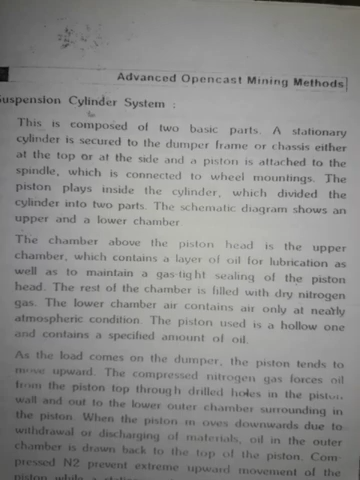 Advanced Opencast Mining Methods
Suspension Cylinder System :
This is composed of two basic parts. A stationary
cylinder is secured to the dumper frame or chassis either
at the top or at the side and a piston is attached to the
spindle, which is connected to wheel mountings. The
piston plays inside the cylinder, which divided the
cylinder into two parts. The schematic diagram shows an
upper and a lower chamber
The chamber above the piston head is the upper
chamber, which contains a layer of oil for lubrication as
well as to maintain a gas-tight sealing of the piston
head. The rest of the chamber is filled with dry nitrogen
gas. The lower chamber air contains air only at nearly
atmospheric condition. The piston used is a hollow one
and contains a specified amount of oil.
As the load comes on the dumper, the piston tends to
move upward. The compressed nitrogen gas forces oil
from the piston top through drilled holes in the piston
wall and out to the lower outer chamber surrounding in
the piston. When the piston m oves downwards due to
withdrawal or discharging of materials, oil in the outer
chamber is drawn back to the top of the piston. Com-
pressed N2 prevent extreme upward movement of the
piston while a